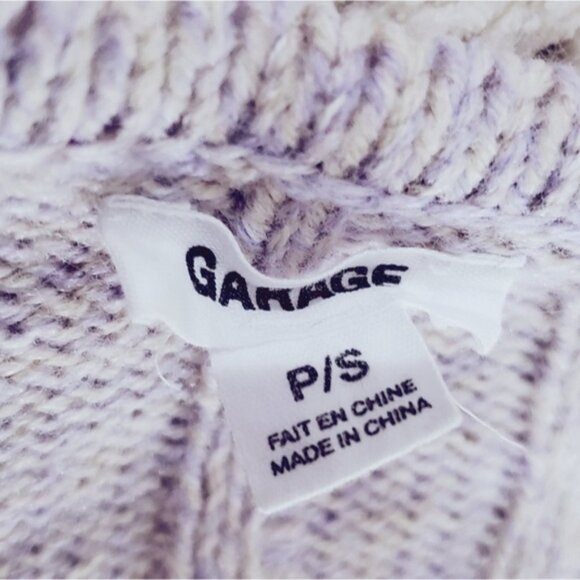 GARAGE
P/S
FAIT EN CHINE
MADE IN CHINA